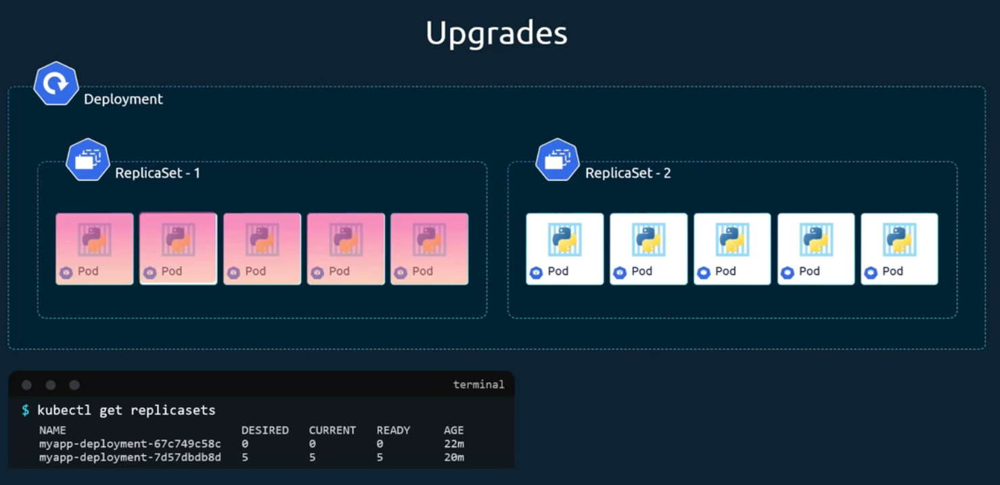 Upgrades
Deployment
ReplicaSet - 1
ReplicaSet - 2
Pod Pod Pod Pod Pod
Pod Pod Pod Pod Pod
terminal
$ kubectl get replicasets
NAME DESIRED CURRENT READY AGE
myapp-deployment-67c749c58c 0 0 0 22m
myapp-deployment-7d57dbdb8d 5 5 5 20m